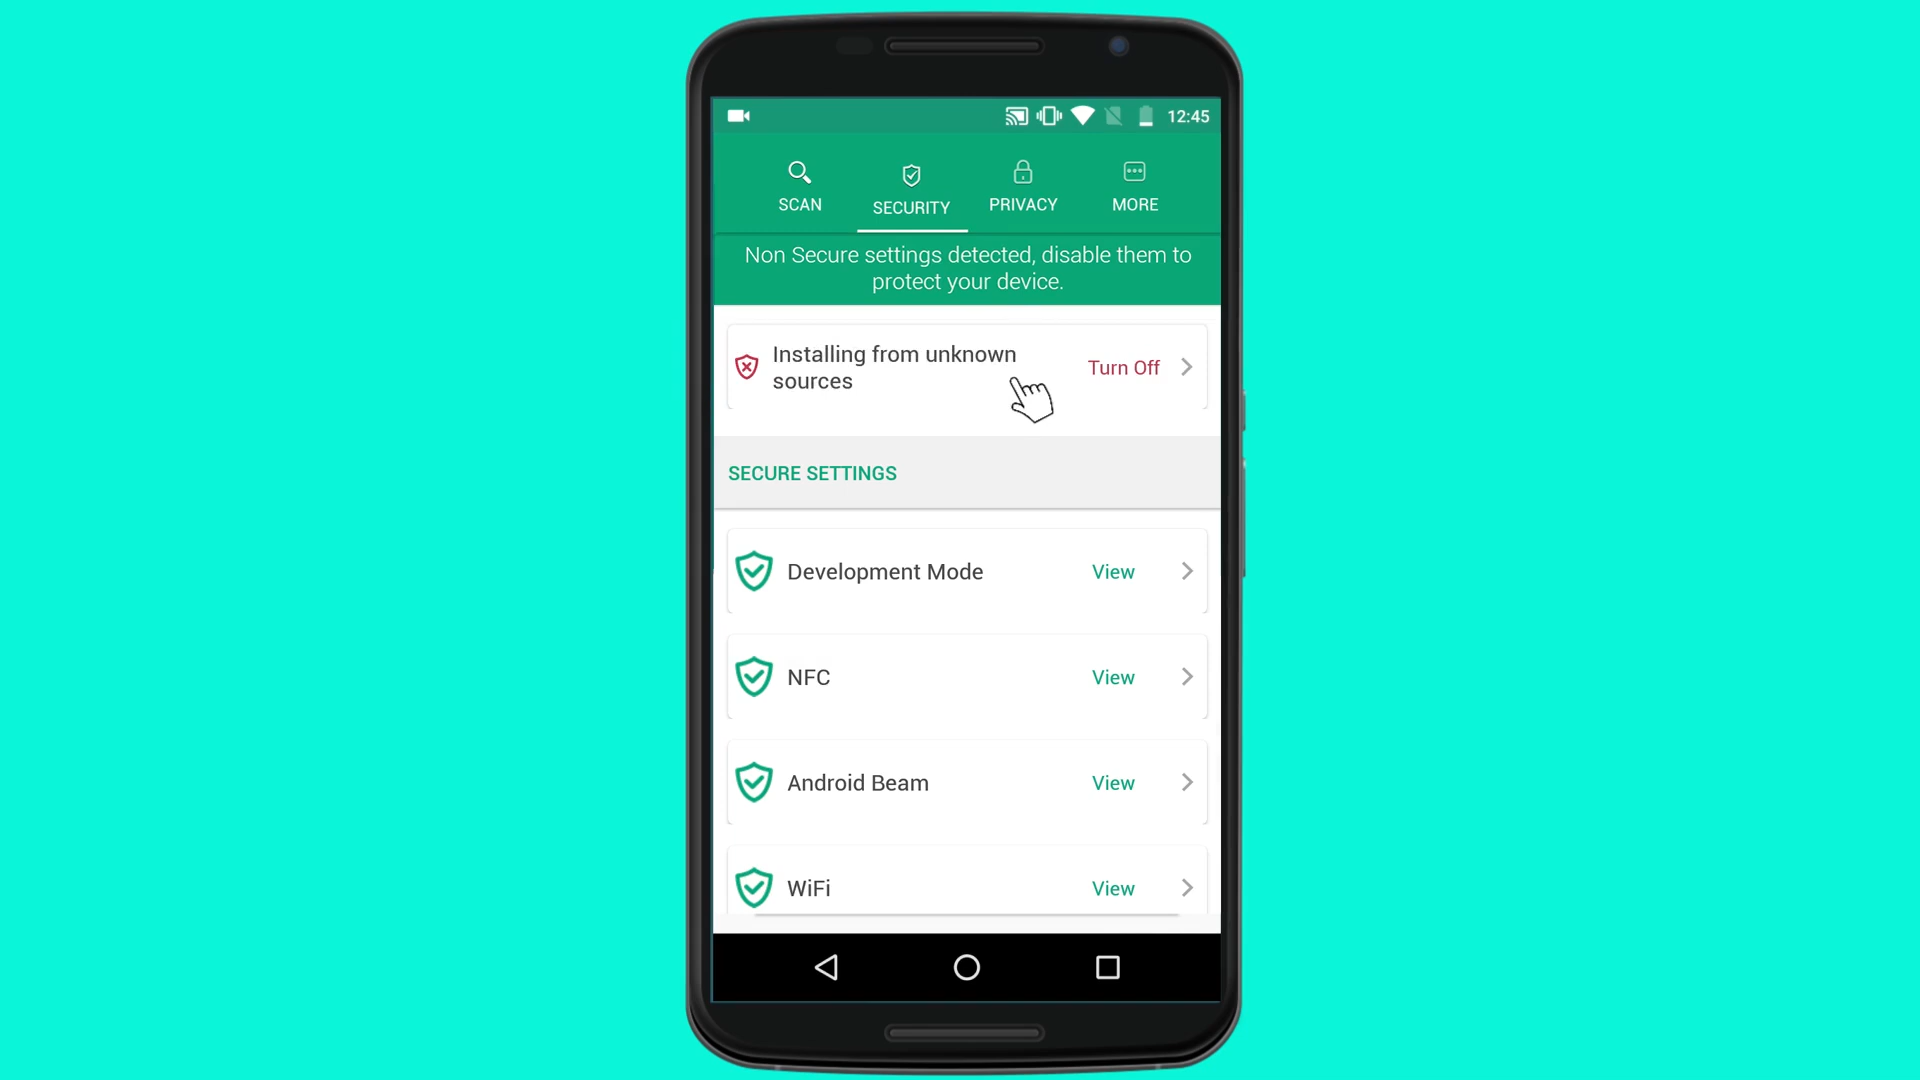 12:45
SCAN
SECURITY
PRIVACY
MORE
Non Secure settings detected, disable them to
protect your device.
Installing from unknown
sources
Turn Off
SECURE SETTINGS
Development Mode
View
NFC
View
Android Beam
View
WiFi
View